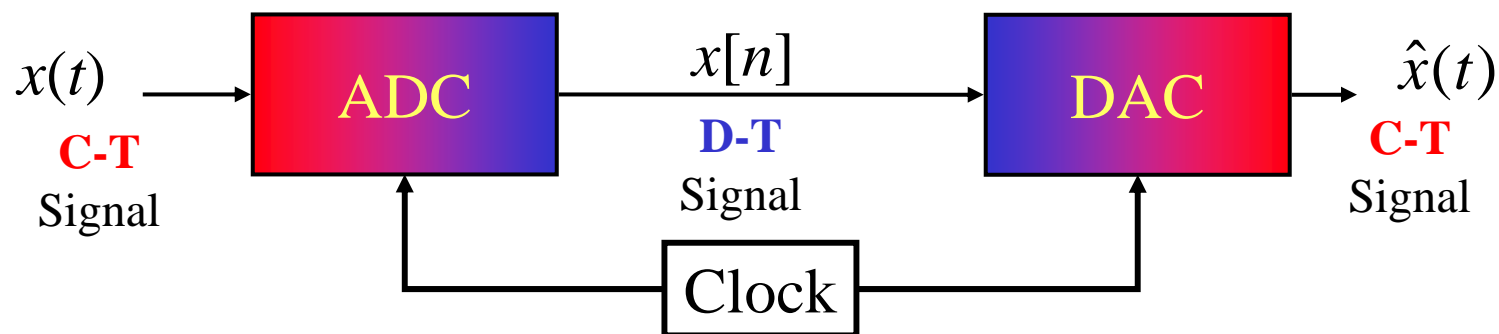 x(t)
C-T
Signal
ADC
x[n]
D-T
Signal
DAC
x̂(t)
C-T
Signal
Clock